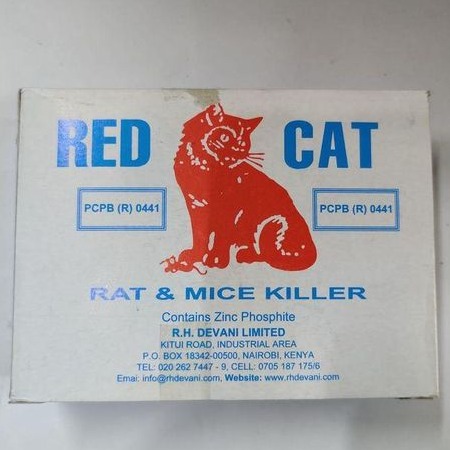 RED CAT
PCPB (R) 0441 PCPB (R) 0441
RAT & MICE KILLER
Contains Zinc Phosphite
R.H. DEVANI LIMITED
KITUI ROAD, INDUSTRIAL AREA
P.O. BOX 18342-00500, NAIROBI, KENYA
TEL: 020 262 7447 - 9, CELL: 0705 187 175/6
Emai: info@rhdevani.com, Website: www.rhdevani.com